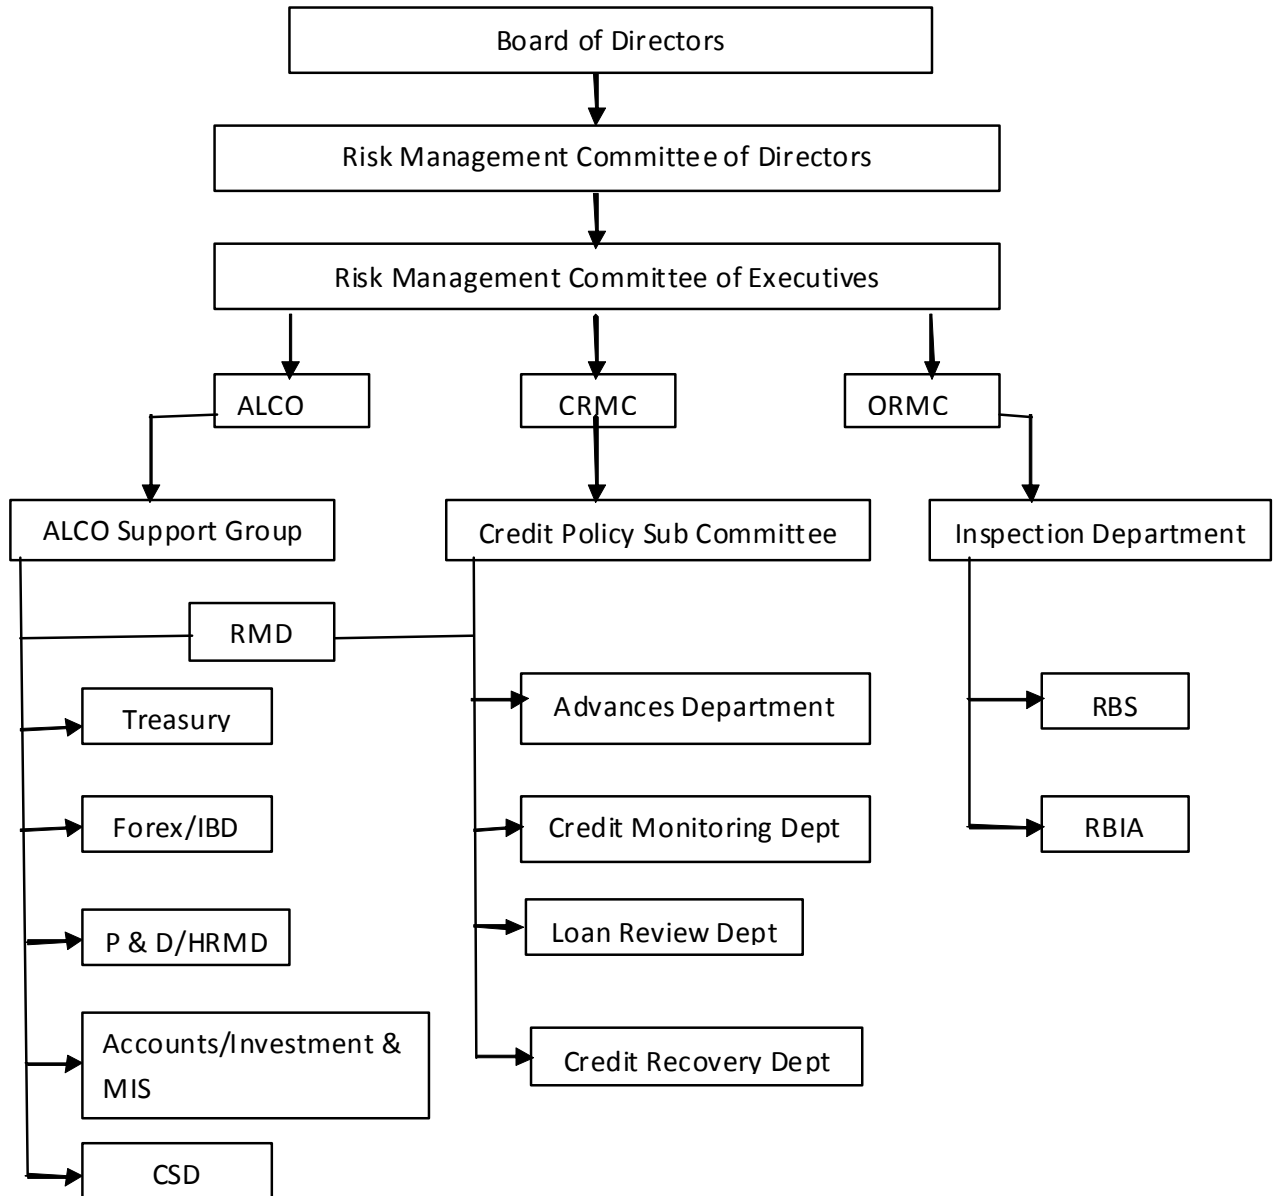 Board of Directors
Risk Management Committee of Directors
Risk Management Committee of Executives
ALCO
CRMC
ORMC
ALCO Support Group
Credit Policy Sub Committee
Inspection Department
RMD
Treasury
Advances Department
RBS
Forex/IBD
Credit Monitoring Dept
RBIA
P & D/HRMD
Loan Review Dept
Accounts/Investment &
MIS
Credit Recovery Dept
CSD